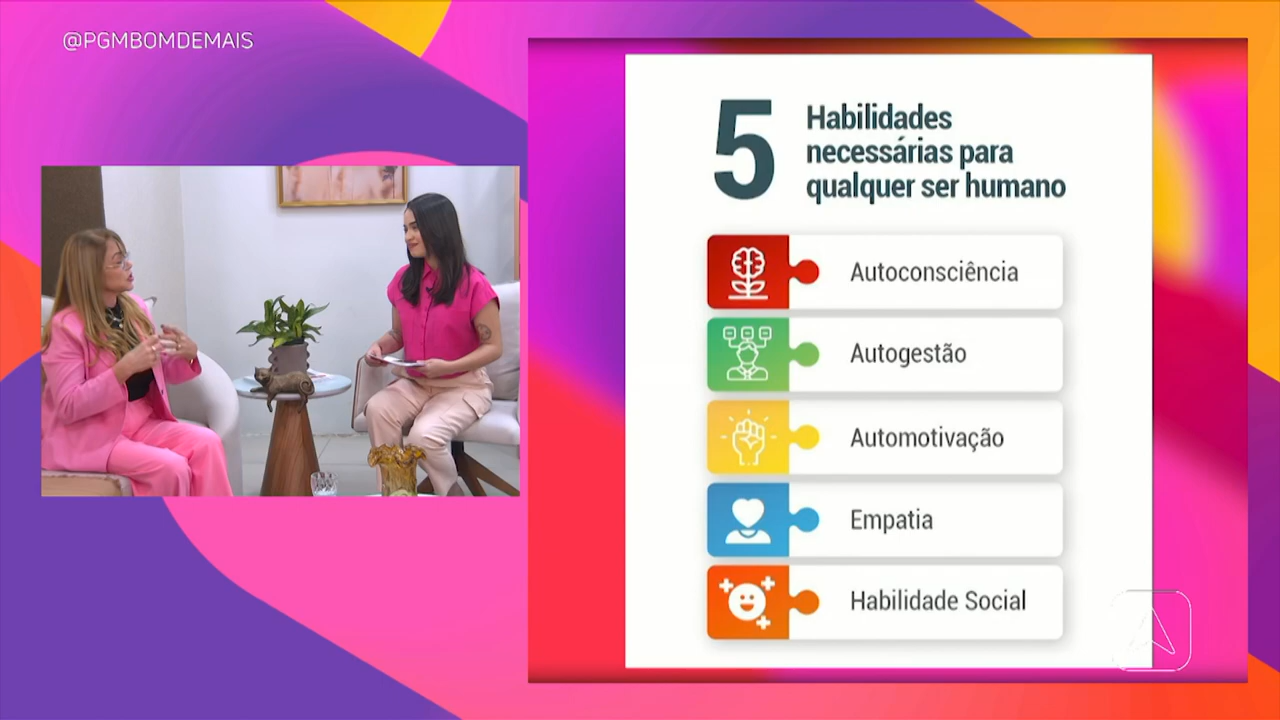 @PGMBOMDEMAIS
5
Habilidades
necessárias para
qualquer ser humano
Autoconsciência
Autogestão
Automotivação
Empatia
Habilidade Social